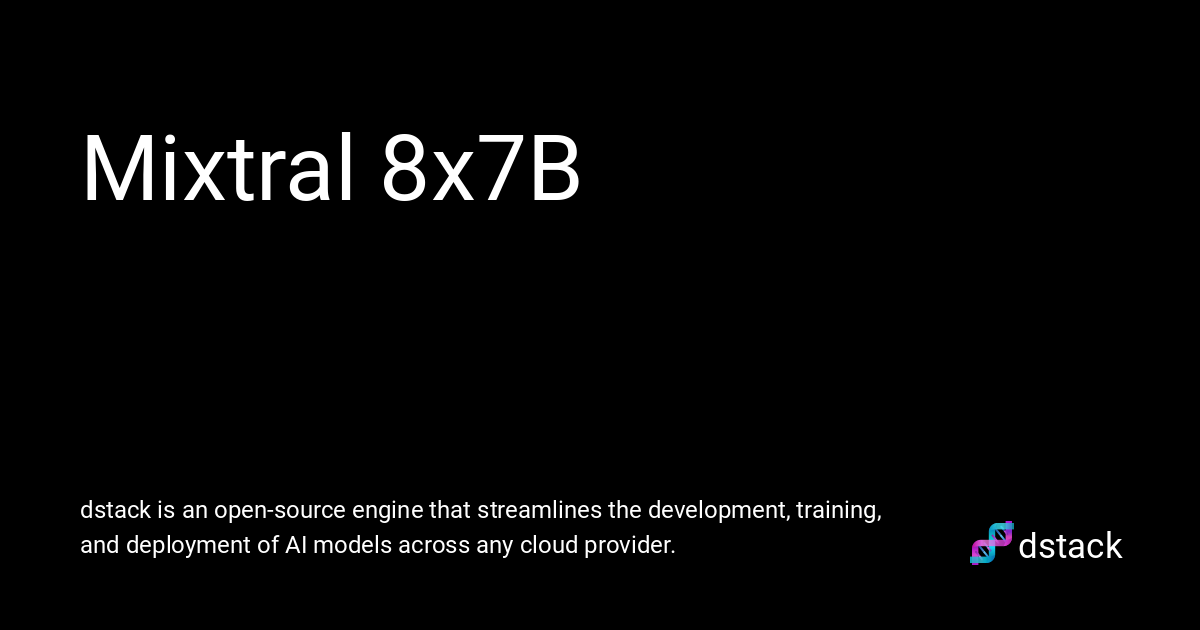 Mixtral 8x7B
dstack is an open-source engine that streamlines the development, training,
and deployment of AI models across any cloud provider.
dstack